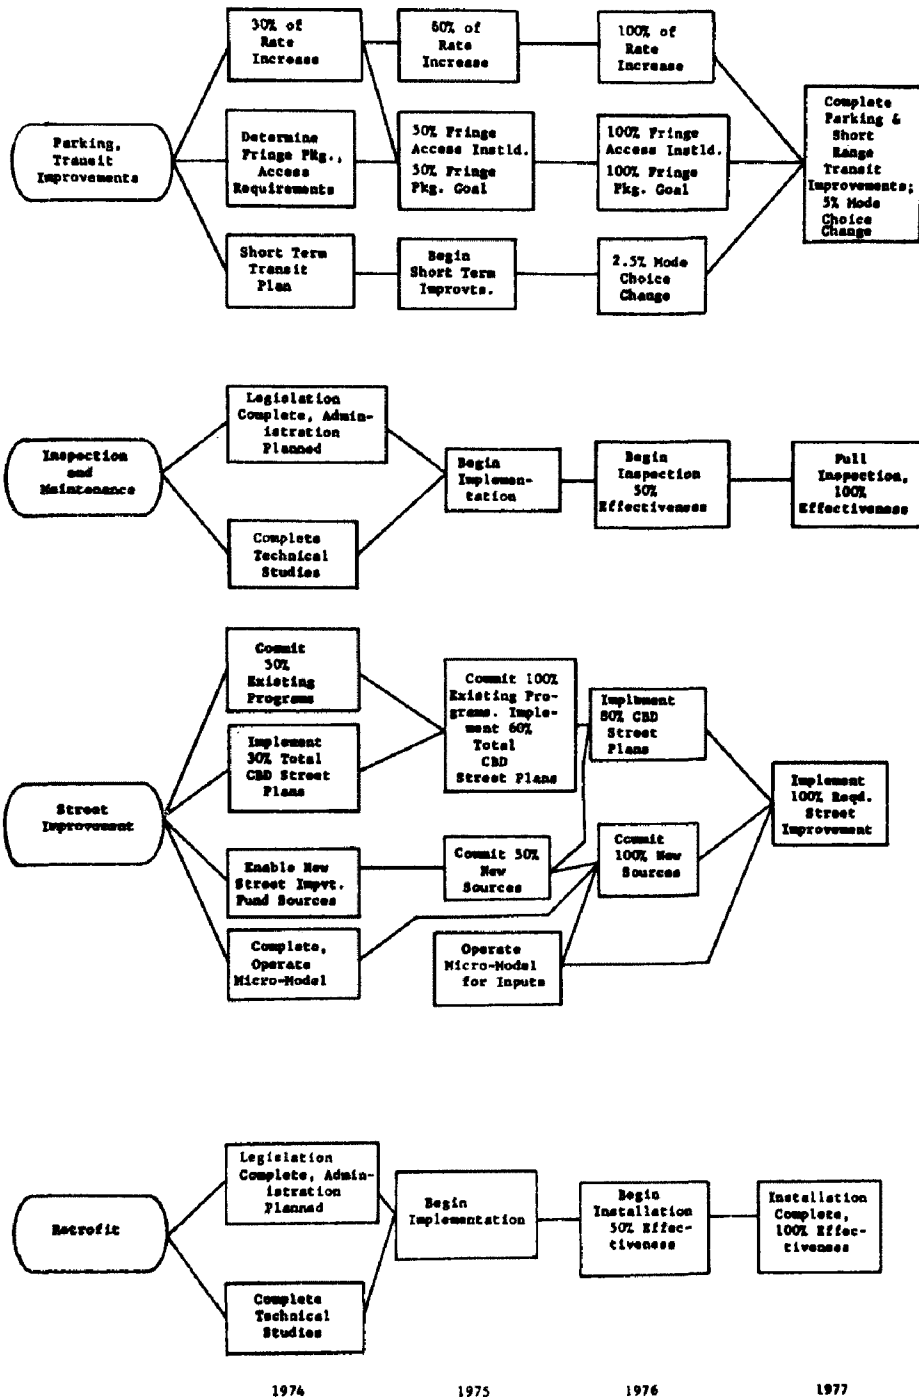 30% of
Rate
Increase
60% of
Rate
Increase
100% of
Rate
Increase
Parking,
Transit
Improvements
Determine
Fringe Pkg.,
Access
Requirements
50% Fringe
Access Instld.
50% Fringe
Pkg. Goal
100% Fringe
Access Instld.
100% Fringe
Pkg. Goal
Complete
Parking &
Short
Range
Transit
Improvements;
5% Mode
Choice
Change
Short Term
Transit
Plan
Begin
Short Term
Improvts.
2.5% Mode
Choice
Change
Inspection
and
Maintenance
Legislation
Complete, Admin-
istration
Planned
Complete
Technical
Studies
Begin
Implemen-
tation
Begin
Inspection
50%
Effectiveness
Full
Inspection,
100%
Effectiveness
Street
Improvement
Commit
50%
Existing
Programs
Implement
30% Total
CBD Street
Plans
Enable New
Street Impvt.
Fund Sources
Complete,
Operate
Micro-Model
Commit 100%
Existing Pro-
grams. Imple-
ment 60%
Total
CBD
Street Plans
Commit 50%
New
Sources
Operate
Micro-Model
for Inputs
Implement
80% CBD
Street
Plans
Commit
100% New
Sources
Implement
100% Reqd.
Street
Improvement
Retrofit
Legislation
Complete, Admin-
istration
Planned
Complete
Technical
Studies
Begin
Implementation
Begin
Installation
50% Effec-
tiveness
Installation
Complete,
100% Effec-
tiveness
1974
1975
1976
1977